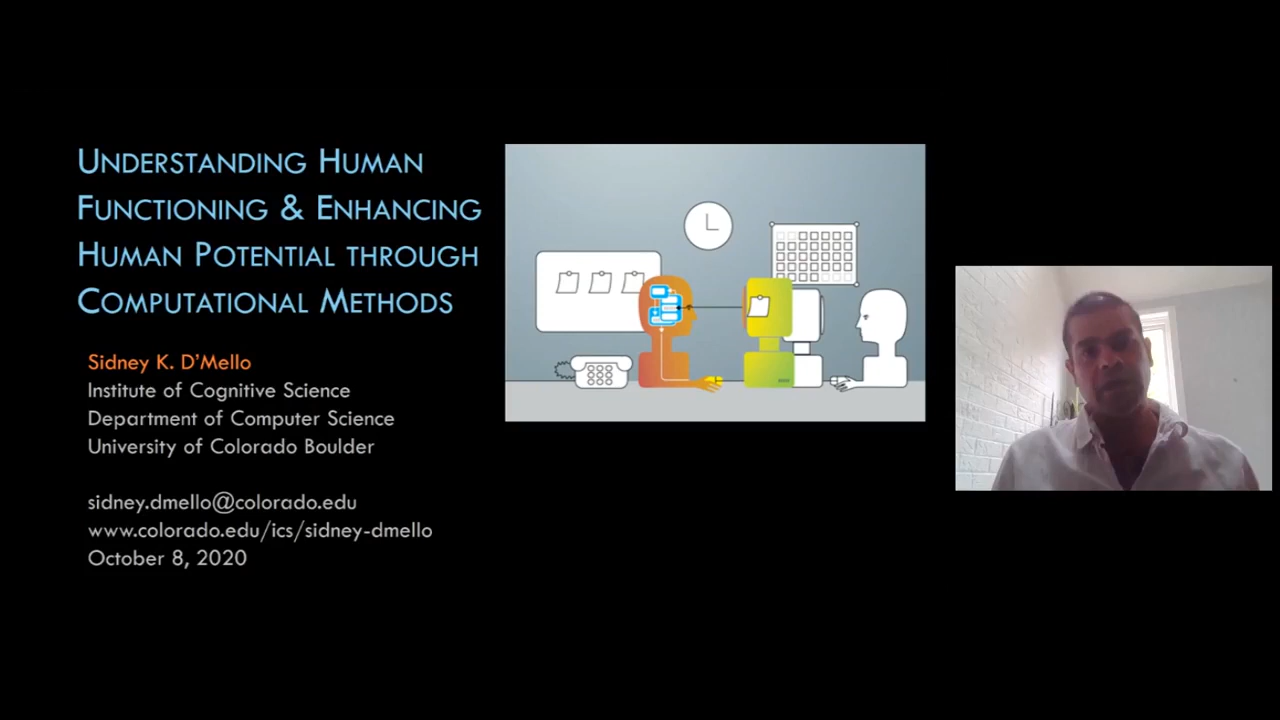 Understanding Human
Functioning & Enhancing
Human Potential through
Computational Methods
Sidney K. D'Mello
Institute of Cognitive Science
Department of Computer Science
University of Colorado Boulder
sidney.dmello@colorado.edu
www.colorado.edu/ics/sidney-dmello
October 8, 2020